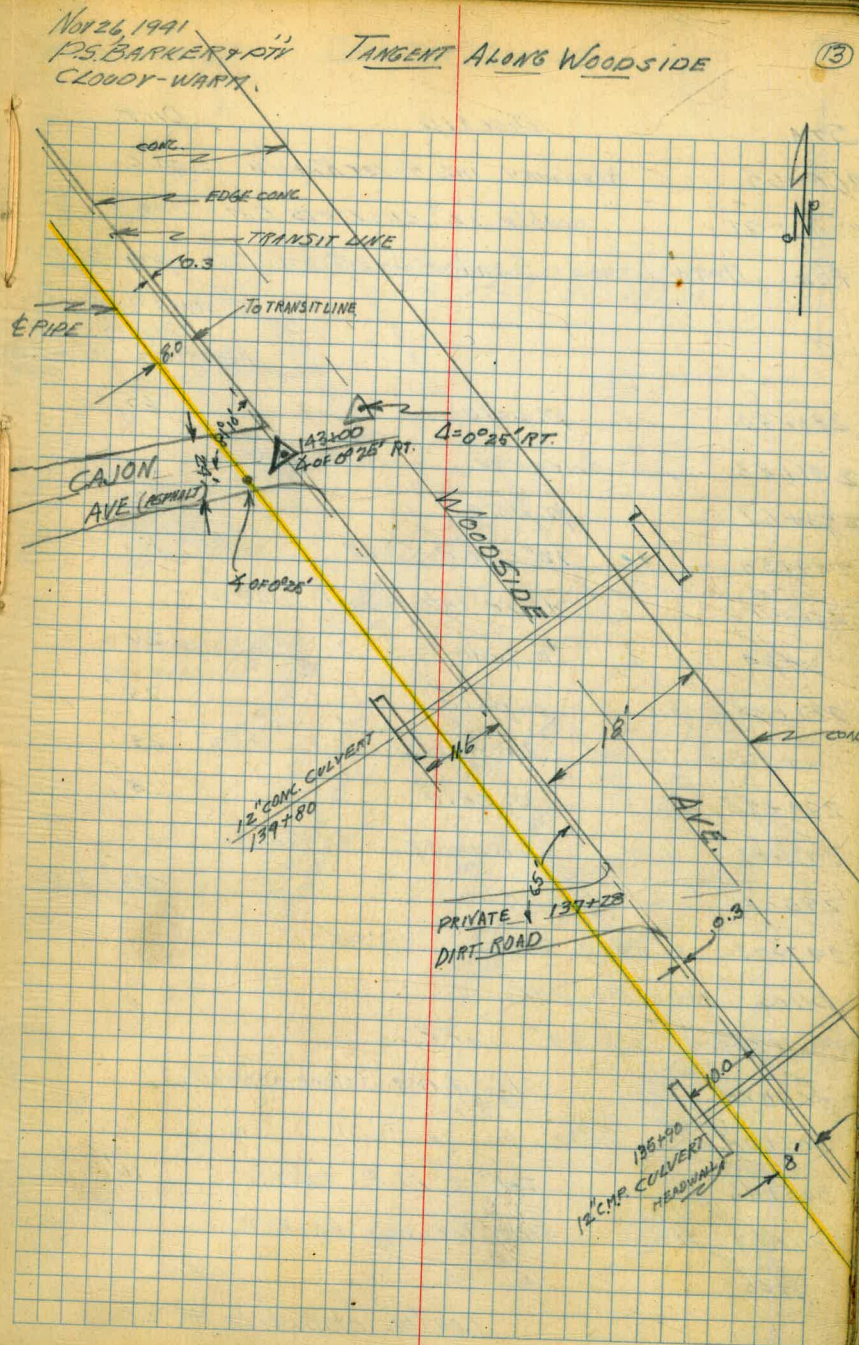 NOV 26, 1941
P.S. BARKER & PTY
CLOUDY-WARM.
TANGENT ALONG WOODSIDE
13
CONC.
EDGE CONC
TRANSIT LINE
0.3
TO TRANSIT LINE
℄ PIPE
8.0
10'
24'
CAJON
AVE (ASPHALT)
143+00
∡ OF 0° 25' RT.
Δ=0° 25' RT.
∡ OF 0° 25'
WOODSIDE
AVE.
18'
CONC
12" CONC. CULVERT
139+80
11.6
65'
PRIVATE 137+28
DIRT ROAD
0.3
10.0
8'
136+90
12" C.M.P. CULVERT
HEADWALL
N